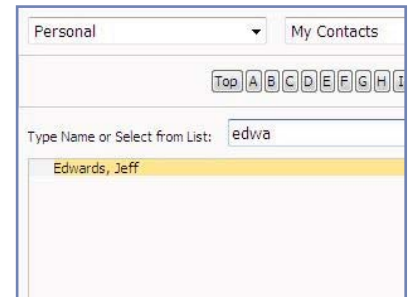 Personal My Contacts
Top A B C D E F G H I
Type Name or Select from List: edwa
Edwards, Jeff